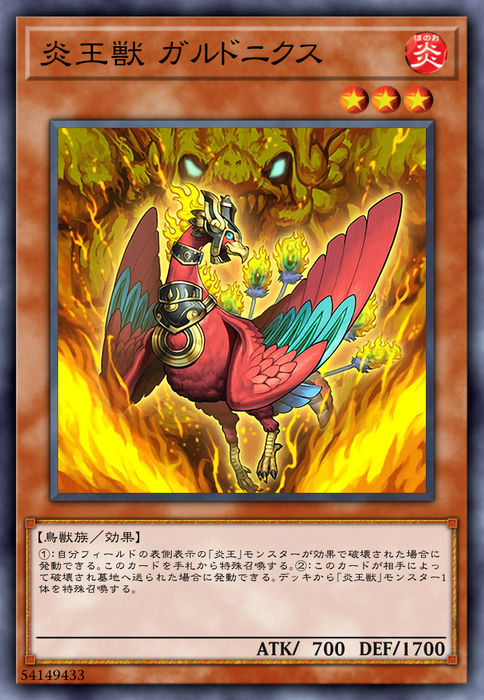 炎王獣 ガルドニクス
ほのお
炎
【鳥獣族／効果】
①：自分フィールドの表側表示の「炎王」モンスターが効果で破壊された場合に
発動できる。このカードを手札から特殊召喚する。②：このカードが相手によっ
て破壊され墓地へ送られた場合に発動できる。デッキから「炎王獣」モンスター1
体を特殊召喚する。
ATK/ 700 DEF/1700
54149433